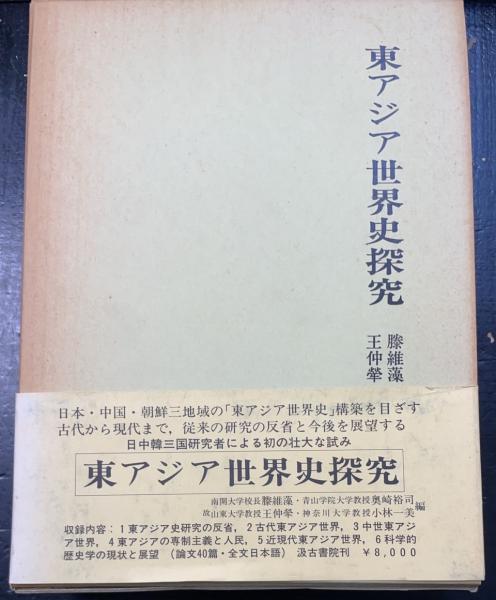 東アジア世界史探究
滕維藻
王仲犖
日本・中国・朝鮮三地域の「東アジア世界史」構築を目ざす
古代から現代まで，従来の研究の反省と今後を展望する
日中韓三国研究者による初の壮大な試み
東アジア世界史探究
南開大学校長滕維藻・青山学院大学教授奥崎裕司
故山東大学教授王仲犖・神奈川大学教授小林一美
編
収録内容：1東アジア史研究の反省，2古代東アジア世界，3中世東アジ
ア世界，4東アジアの専制主義と人民，5近現代東アジア世界，6科学的
歴史学の現状と展望 （論文40篇・全文日本語） 汲古書院刊 ￥8,000